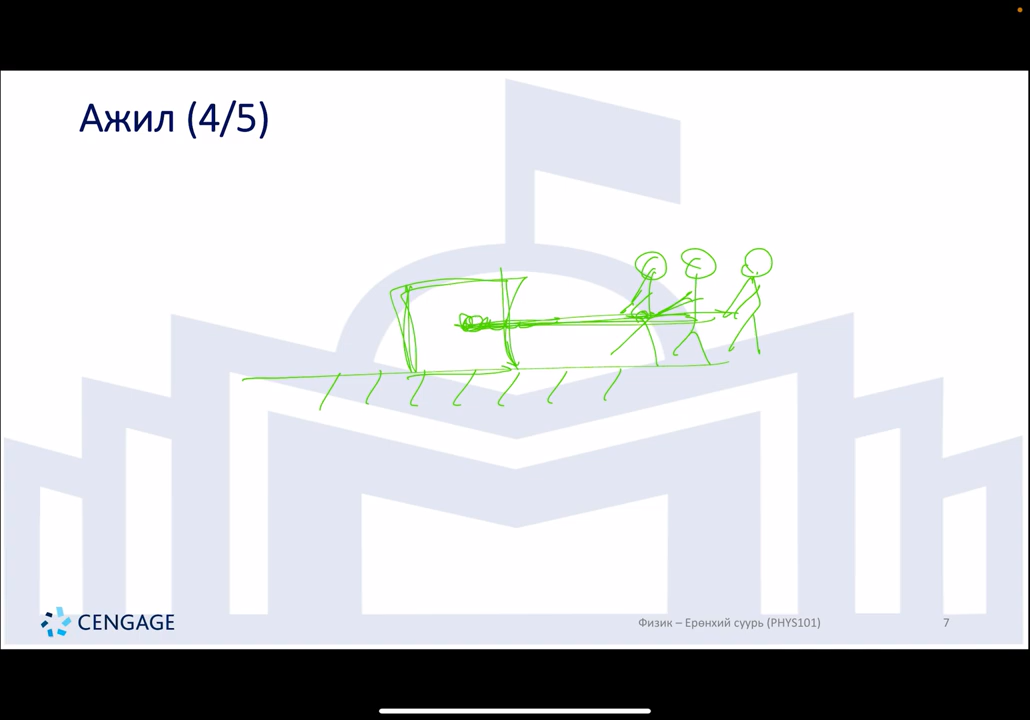 Ажил (4/5)
CENGAGE
Физик – Ерөнхий суурь (PHYS101)
7